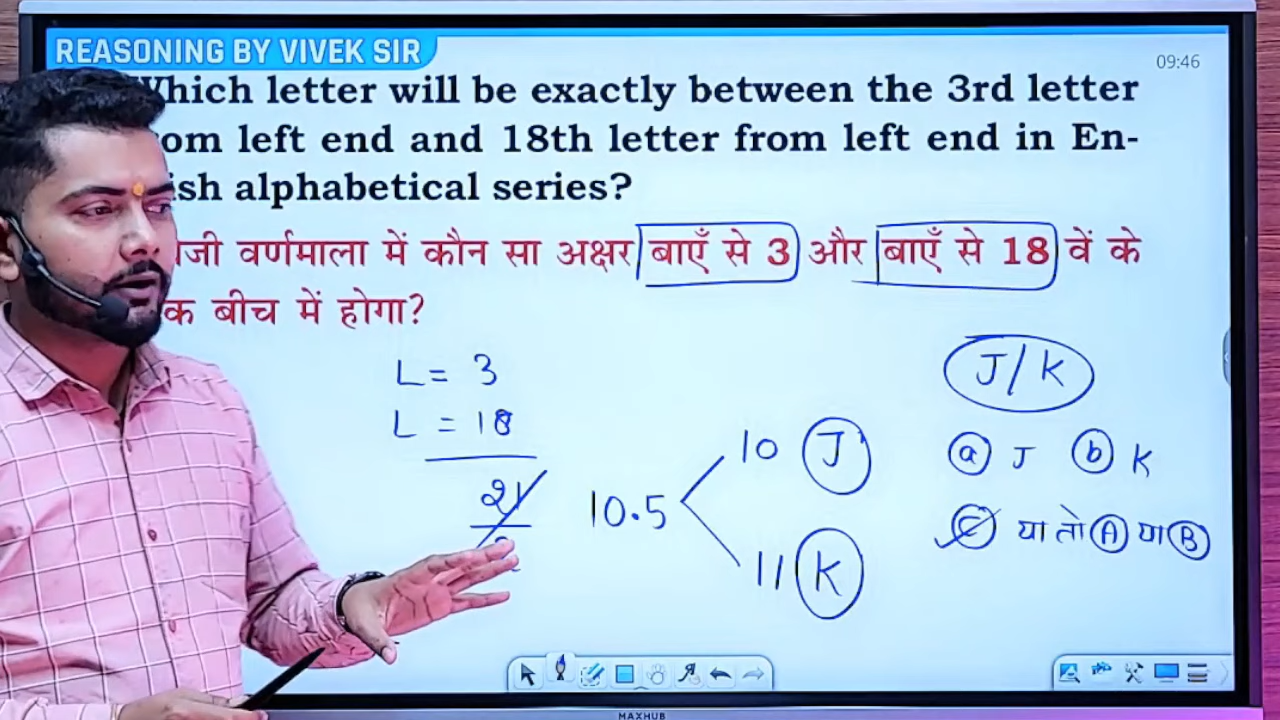 REASONING BY VIVEK SIR
09:46
hich letter will be exactly between the 3rd letter
om left end and 18th letter from left end in En-
ish alphabetical series?
जी वर्णमाला में कौन सा अक्षर बाएँ से 3 और बाएँ से 18 वें के
क बीच में होगा?
L = 3
L = 18
21
10.5
10 J
11 K
J/K
a J b K
c या तो A या B
MAXHUB